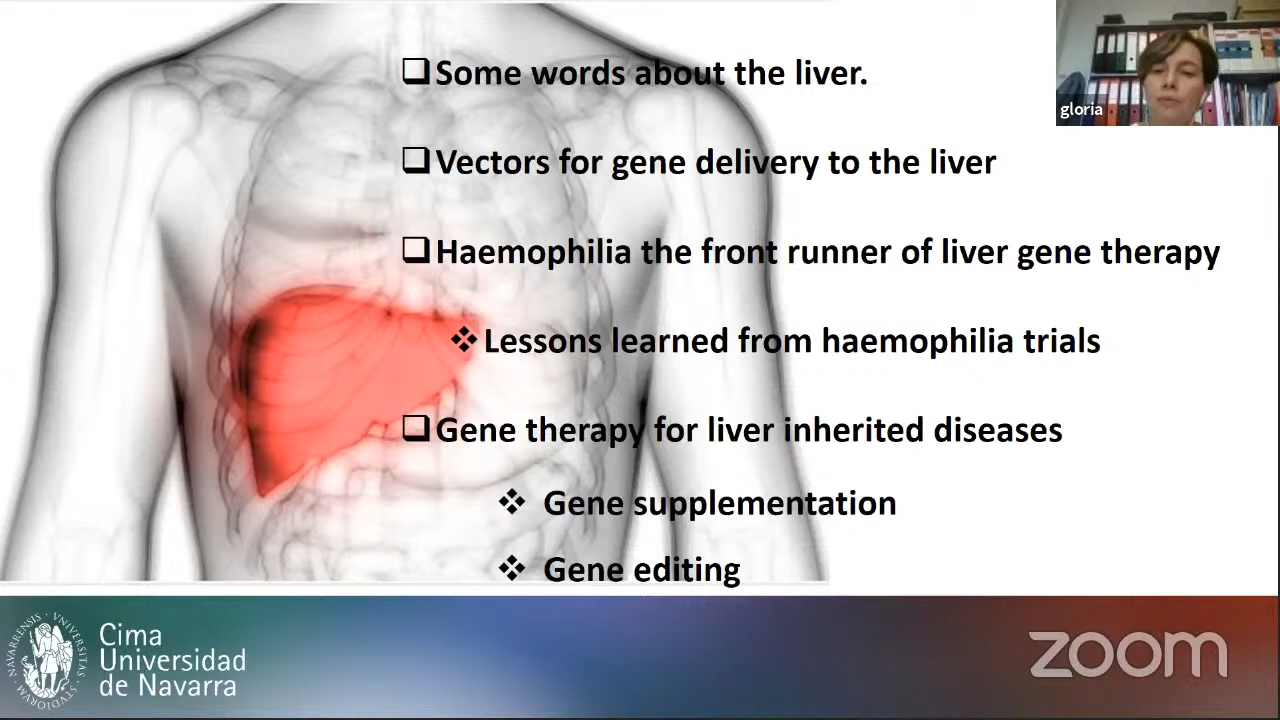 Some words about the liver.
gloria
Vectors for gene delivery to the liver
Haemophilia the front runner of liver gene therapy
Lessons learned from haemophilia trials
Gene therapy for liver inherited diseases
Gene supplementation
Gene editing
Cima
Universidad
de Navarra
zoom